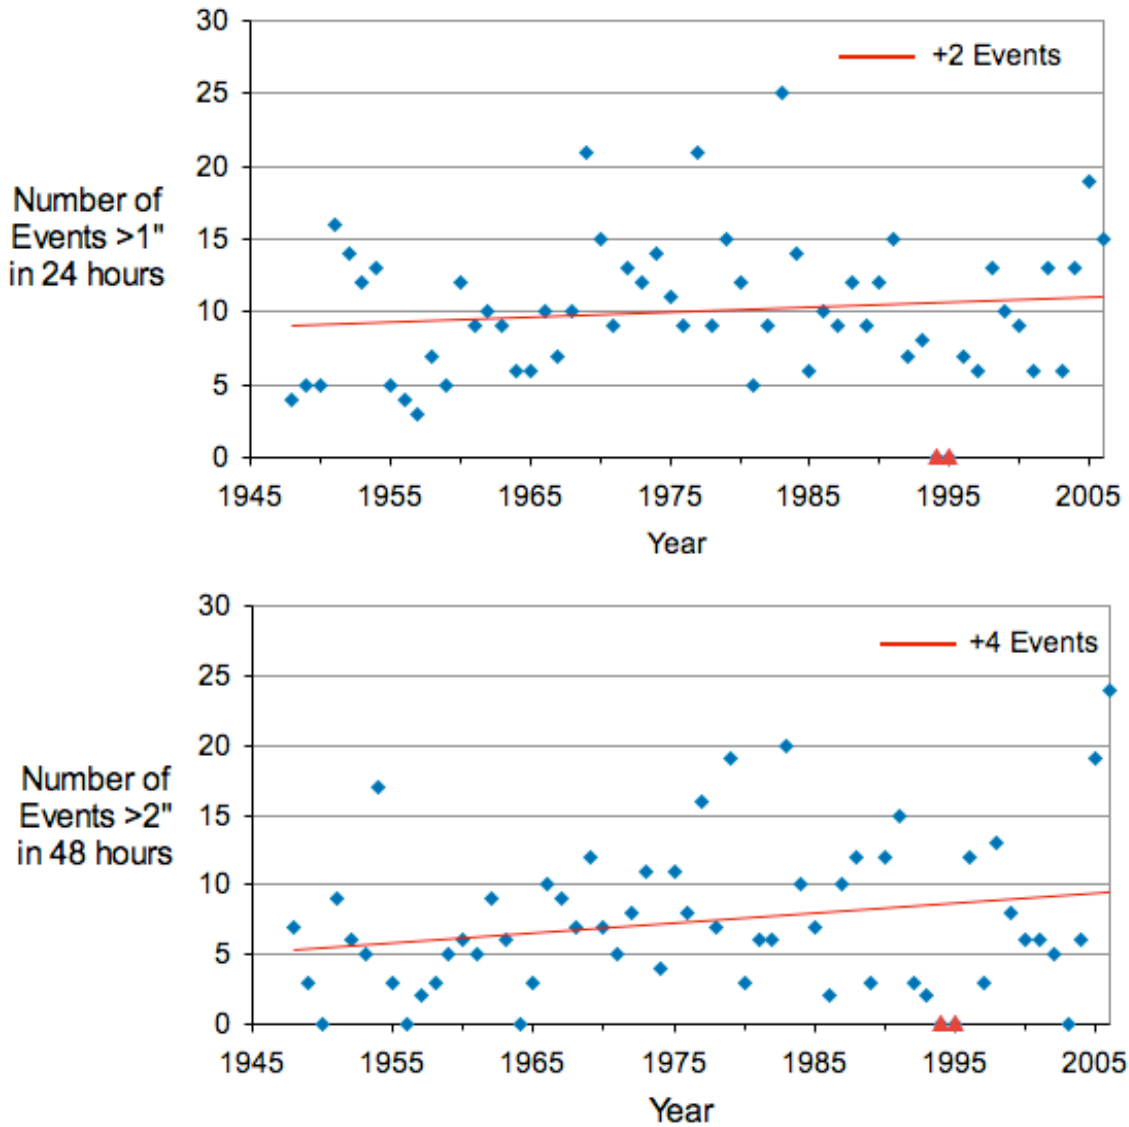 30
+2 Events
25
20
Number of
Events >1"
in 24 hours
15
10
5
0
1945 1955 1965 1975 1985 1995 2005
Year
30
+4 Events
25
20
Number of
Events >2"
in 48 hours
15
10
5
0
1945 1955 1965 1975 1985 1995 2005
Year